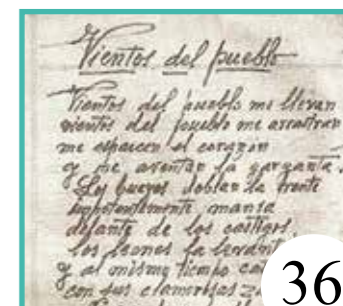 Vientos del pueblo
Vientos del pueblo me llevan
vientos del pueblo me arrastran
me esparcen el corazon
y me aventan la garganta.
Los bueyes doblan la frente
impotentemente mansa
delante de los castigos:
los leones la levantan
y al mismo tiempo
con sus clamorosas
36